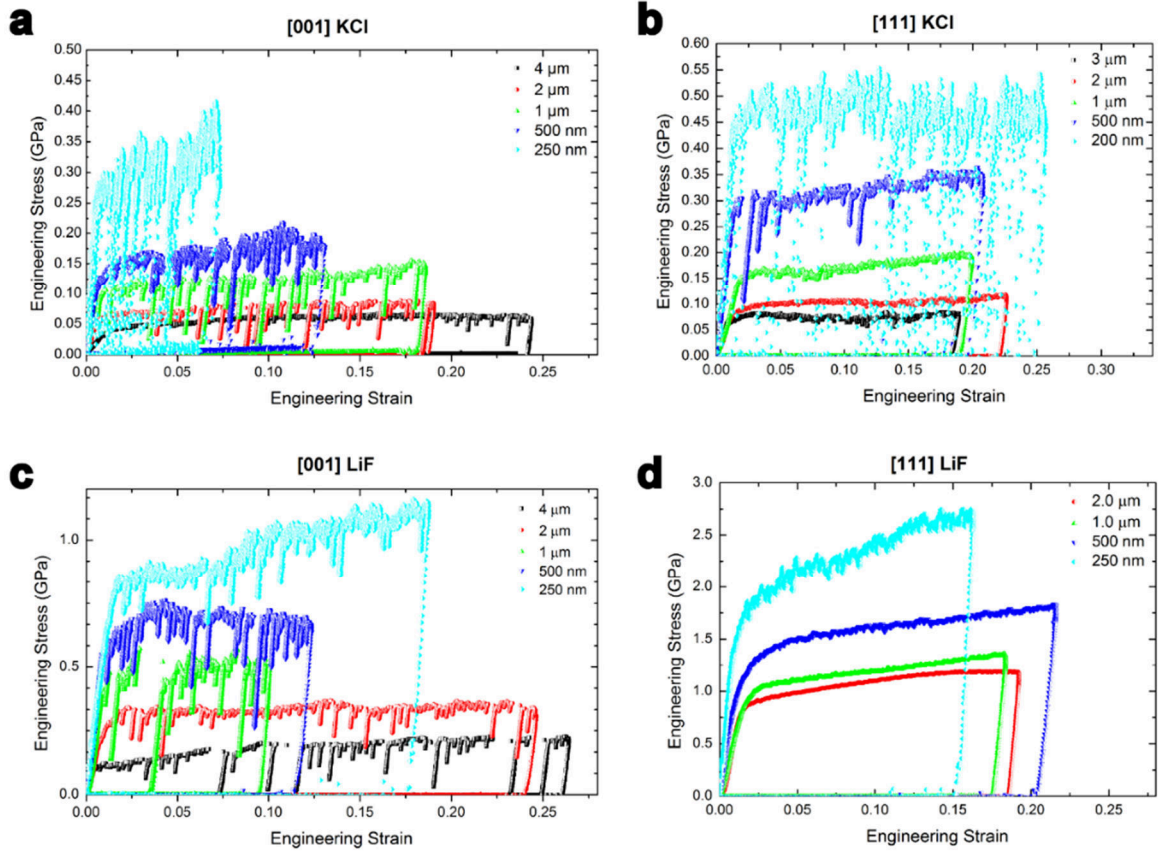 a
[001] KCl
Engineering Stress (GPa)
0.50
0.45
0.40
0.35
0.30
0.25
0.20
0.15
0.10
0.05
0.00
4 μm
2 μm
1 μm
500 nm
250 nm
0.00 0.05 0.10 0.15 0.20 0.25
Engineering Strain
b
[111] KCl
Engineering Stress (GPa)
0.60
0.55
0.50
0.45
0.40
0.35
0.30
0.25
0.20
0.15
0.10
0.05
0.00
3 μm
2 μm
1 μm
500 nm
200 nm
0.00 0.05 0.10 0.15 0.20 0.25 0.30
Engineering Strain
c
[001] LiF
Engineering Stress (GPa)
1.0
0.5
0.0
4 μm
2 μm
1 μm
500 nm
250 nm
0.00 0.05 0.10 0.15 0.20 0.25
Engineering Strain
d
[111] LiF
Engineering Stress (GPa)
3.0
2.5
2.0
1.5
1.0
0.5
0.0
2.0 μm
1.0 μm
500 nm
250 nm
0.00 0.05 0.10 0.15 0.20 0.25
Engineering Strain